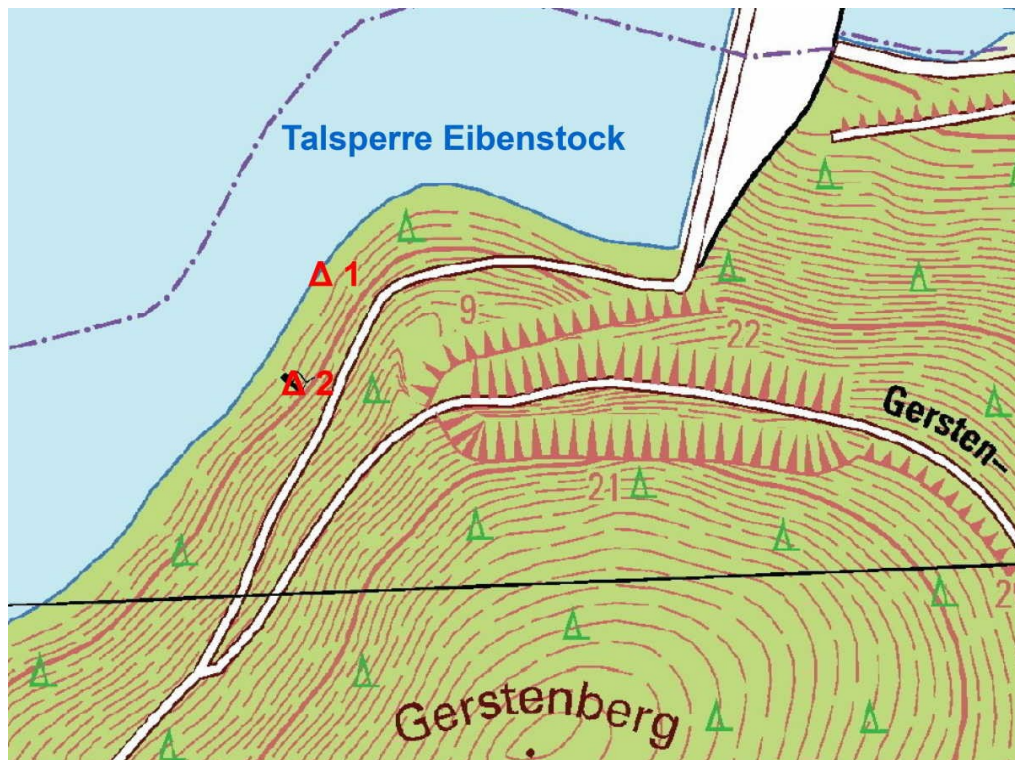 Talsperre Eibenstock
Δ 1
9
22
Δ 2
Gersten-
21
Gerstenberg